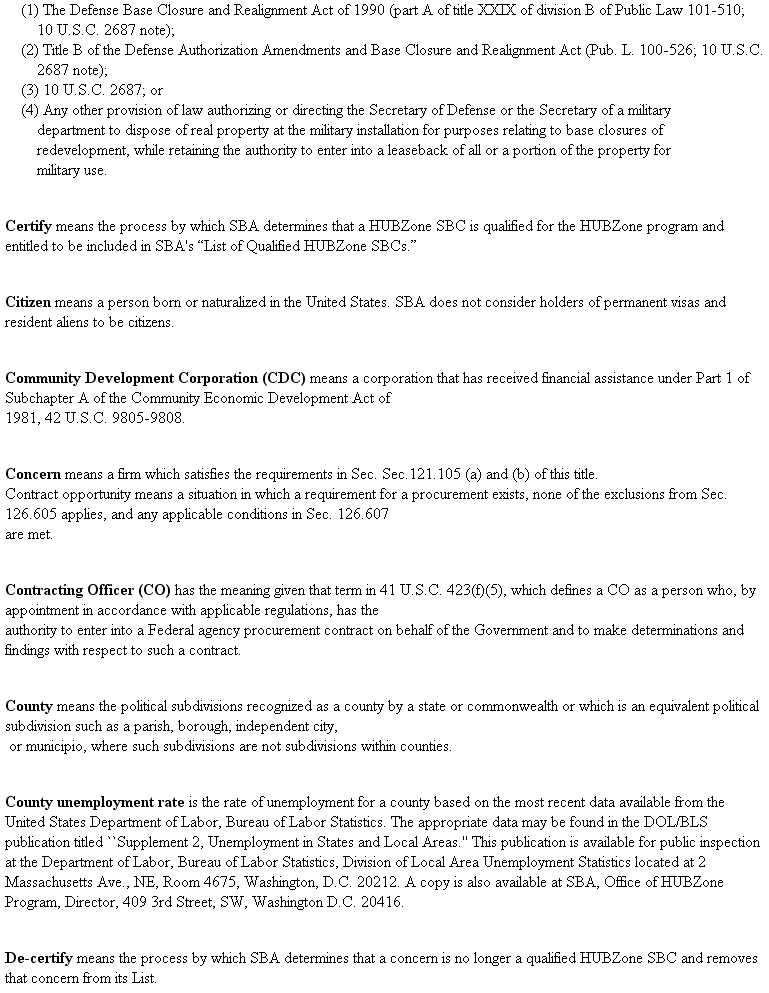 (1) The Defense Base Closure and Realignment Act of 1990 (part A of title XXIX of division B of Public Law 101-510;
10 U.S.C. 2687 note);
(2) Title B of the Defense Authorization Amendments and Base Closure and Realignment Act (Pub. L. 100-526; 10 U.S.C.
2687 note);
(3) 10 U.S.C. 2687; or
(4) Any other provision of law authorizing or directing the Secretary of Defense or the Secretary of a military
department to dispose of real property at the military installation for purposes relating to base closures of
redevelopment, while retaining the authority to enter into a leaseback of all or a portion of the property for
military use.
Certify means the process by which SBA determines that a HUBZone SBC is qualified for the HUBZone program and
entitled to be included in SBA's “List of Qualified HUBZone SBCs.”
Citizen means a person born or naturalized in the United States. SBA does not consider holders of permanent visas and
resident aliens to be citizens.
Community Development Corporation (CDC) means a corporation that has received financial assistance under Part 1 of
Subchapter A of the Community Economic Development Act of
1981, 42 U.S.C. 9805-9808.
Concern means a firm which satisfies the requirements in Sec. Sec.121.105 (a) and (b) of this title.
Contract opportunity means a situation in which a requirement for a procurement exists, none of the exclusions from Sec.
126.605 applies, and any applicable conditions in Sec. 126.607
are met.
Contracting Officer (CO) has the meaning given that term in 41 U.S.C. 423(f)(5), which defines a CO as a person who, by
appointment in accordance with applicable regulations, has the
authority to enter into a Federal agency procurement contract on behalf of the Government and to make determinations and
findings with respect to such a contract.
County means the political subdivisions recognized as a county by a state or commonwealth or which is an equivalent political
subdivision such as a parish, borough, independent city,
or municipio, where such subdivisions are not subdivisions within counties.
County unemployment rate is the rate of unemployment for a county based on the most recent data available from the
United States Department of Labor, Bureau of Labor Statistics. The appropriate data may be found in the DOL/BLS
publication titled ``Supplement 2, Unemployment in States and Local Areas.'' This publication is available for public inspection
at the Department of Labor, Bureau of Labor Statistics, Division of Local Area Unemployment Statistics located at 2
Massachusetts Ave., NE, Room 4675, Washington, D.C. 20212. A copy is also available at SBA, Office of HUBZone
Program, Director, 409 3rd Street, SW, Washington D.C. 20416.
De-certify means the process by which SBA determines that a concern is no longer a qualified HUBZone SBC and removes
that concern from its List.